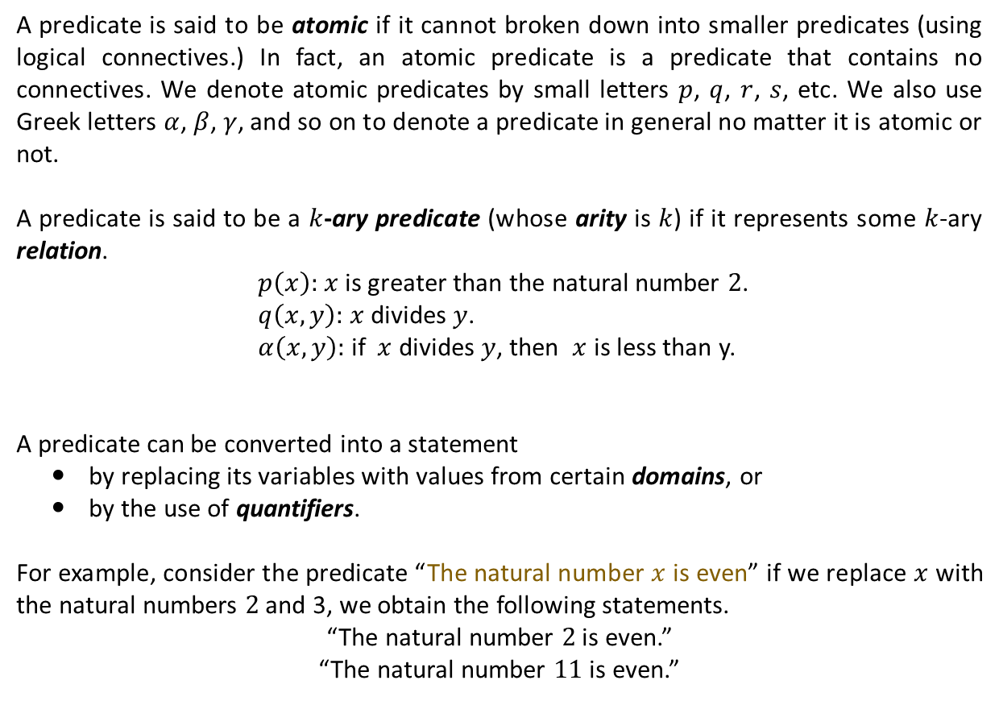 A predicate is said to be atomic if it cannot broken down into smaller predicates (using
logical connectives.) In fact, an atomic predicate is a predicate that contains no
connectives. We denote atomic predicates by small letters p, q, r, s, etc. We also use
Greek letters α, β, γ, and so on to denote a predicate in general no matter it is atomic or
not.
A predicate is said to be a k-ary predicate (whose arity is k) if it represents some k-ary
relation.
p(x): x is greater than the natural number 2.
q(x, y): x divides y.
α(x, y): if x divides y, then x is less than y.
A predicate can be converted into a statement
• by replacing its variables with values from certain domains, or
• by the use of quantifiers.
For example, consider the predicate “The natural number x is even” if we replace x with
the natural numbers 2 and 3, we obtain the following statements.
“The natural number 2 is even.”
“The natural number 11 is even.”